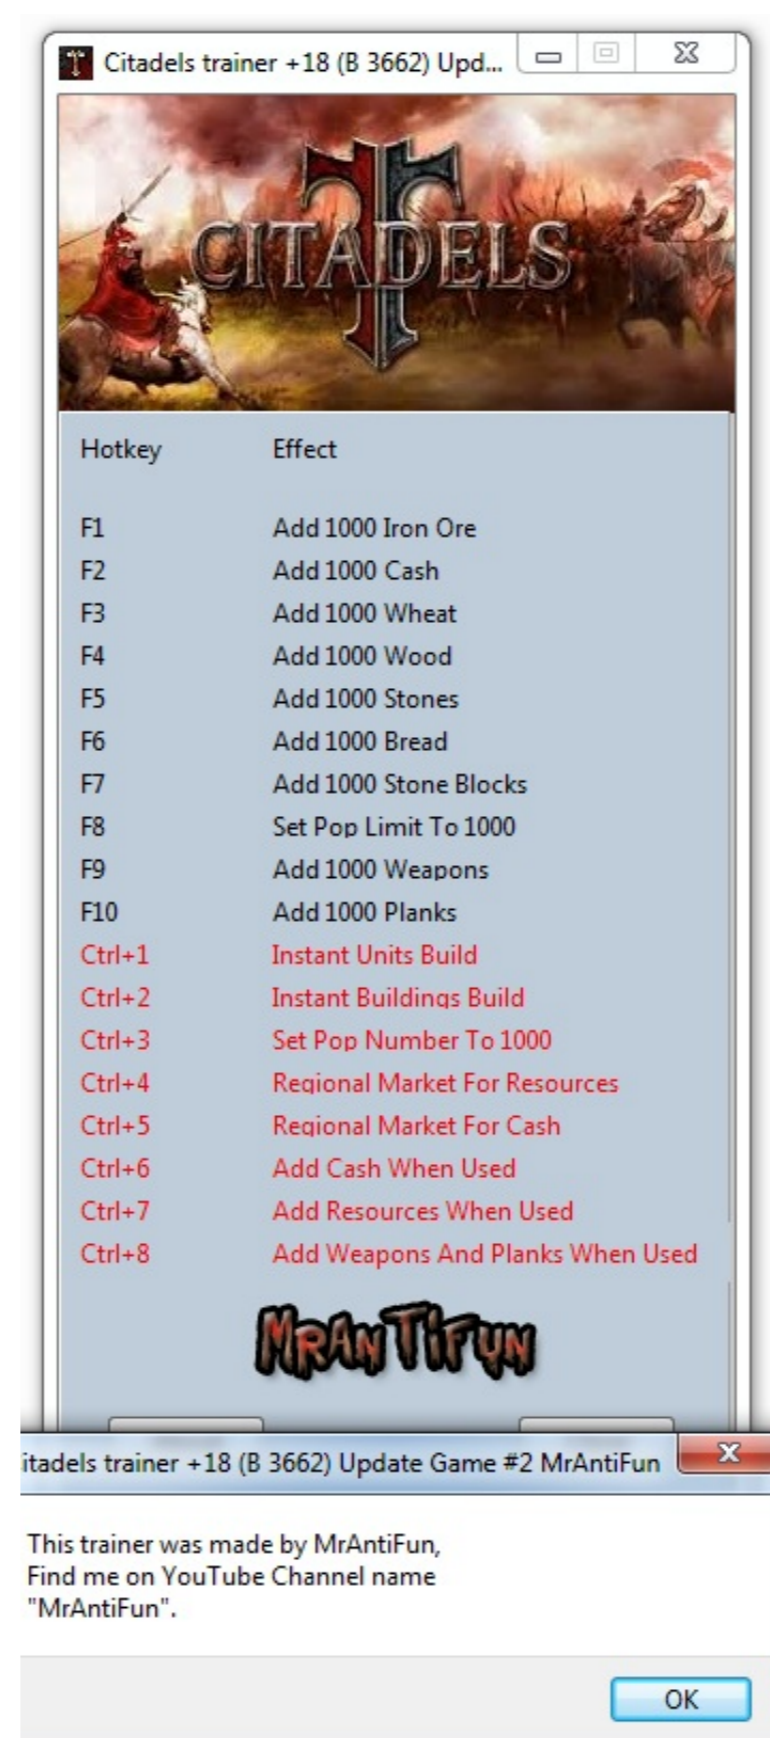 Citadels trainer +18 (B 3662) Upd...
CITADELS
Hotkey Effect
F1 Add 1000 Iron Ore
F2 Add 1000 Cash
F3 Add 1000 Wheat
F4 Add 1000 Wood
F5 Add 1000 Stones
F6 Add 1000 Bread
F7 Add 1000 Stone Blocks
F8 Set Pop Limit To 1000
F9 Add 1000 Weapons
F10 Add 1000 Planks
Ctrl+1 Instant Units Build
Ctrl+2 Instant Buildings Build
Ctrl+3 Set Pop Number To 1000
Ctrl+4 Regional Market For Resources
Ctrl+5 Regional Market For Cash
Ctrl+6 Add Cash When Used
Ctrl+7 Add Resources When Used
Ctrl+8 Add Weapons And Planks When Used
MrAnTiFun
itadels trainer +18 (B 3662) Update Game #2 MrAntiFun
This trainer was made by MrAntiFun,
Find me on YouTube Channel name
"MrAntiFun".
OK